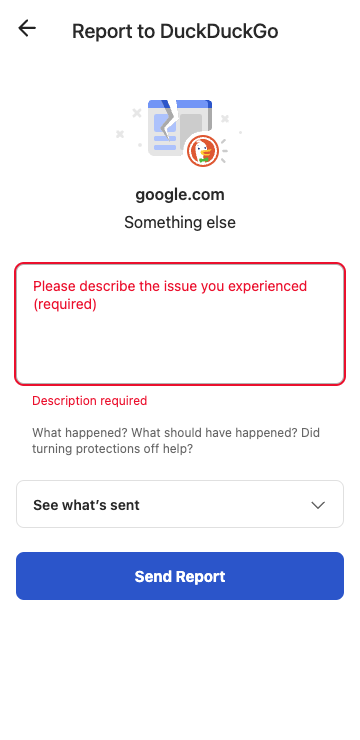 Report to DuckDuckGo
google.com
Something else
Please describe the issue you experienced
(required)
Description required
What happened? What should have happened? Did
turning protections off help?
See what’s sent
Send Report